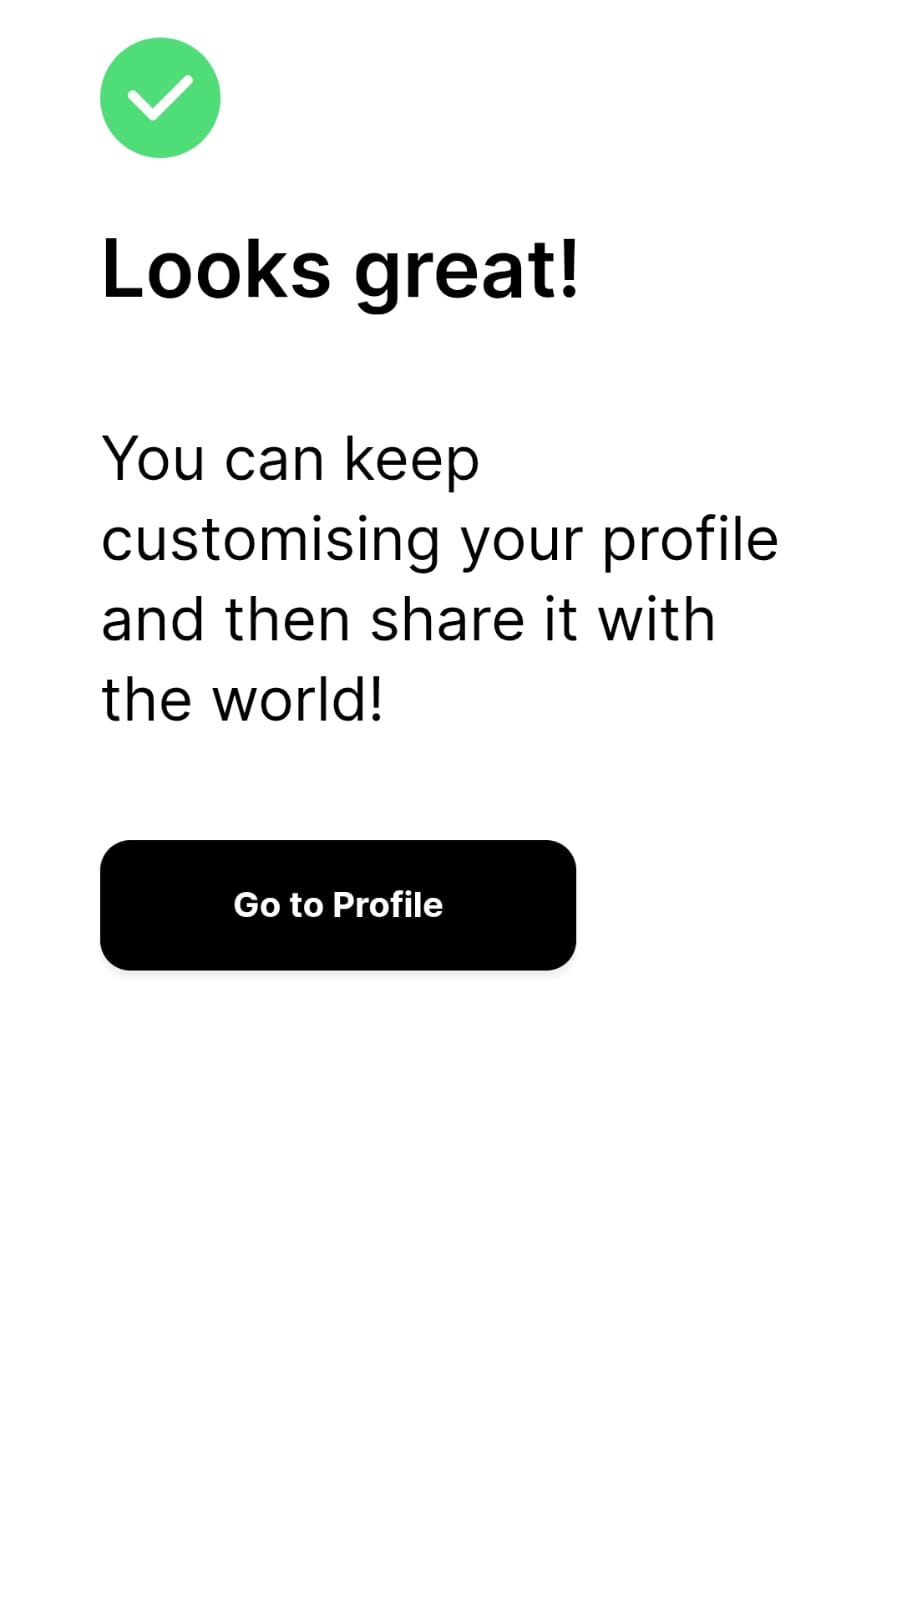 Looks great!
You can keep
customising your profile
and then share it with
the world!
Go to Profile